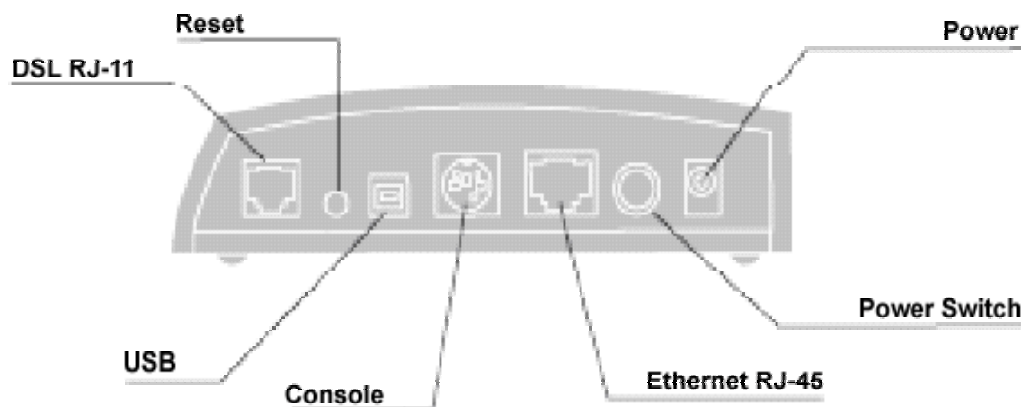 Reset
Power
DSL RJ-11
Power Switch
USB
Ethernet RJ-45
Console